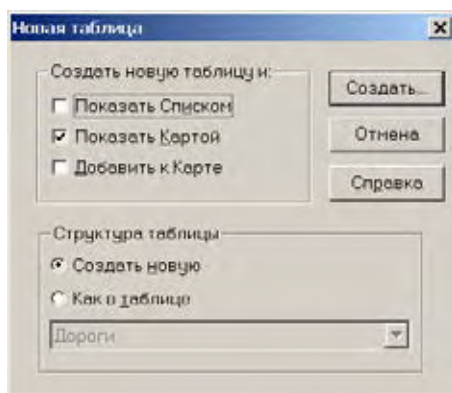 Новая таблица
Создать новую таблицу и:
Показать Списком
Показать Картой
Добавить к Карте
Создать...
Отмена
Справка
Структура таблицы
Создать новую
Как в таблице
Дороги